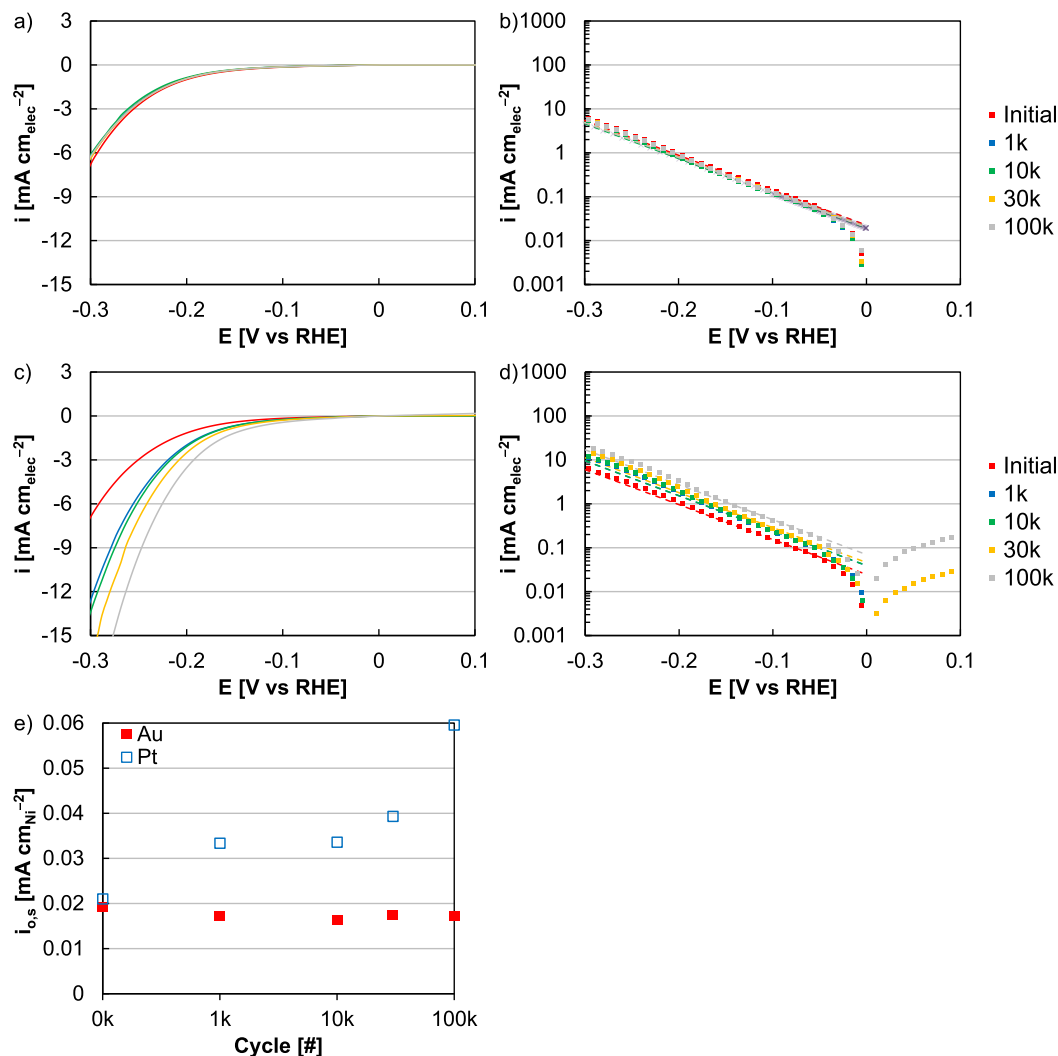 a)
3
0
-3
-6
-9
-12
-15
i [mA cm_elec^−2]
-0.3
-0.2
-0.1
0
0.1
E [V vs RHE]
b)
1000
100
10
1
0.1
0.01
0.001
i [mA cm_elec^−2]
-0.3
-0.2
-0.1
0
0.1
E [V vs RHE]
Initial
1k
10k
30k
100k
c)
3
0
-3
-6
-9
-12
-15
i [mA cm_elec^−2]
-0.3
-0.2
-0.1
0
0.1
E [V vs RHE]
d)
1000
100
10
1
0.1
0.01
0.001
i [mA cm_elec^−2]
-0.3
-0.2
-0.1
0
0.1
E [V vs RHE]
Initial
1k
10k
30k
100k
e)
0.06
0.05
0.04
0.03
0.02
0.01
0
i_o,s [mA cm_Ni^−2]
Au
Pt
0k
1k
10k
100k
Cycle [#]